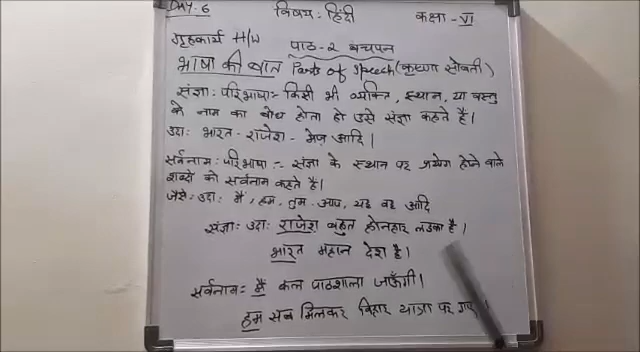 DAY-6 विषय: हिंदी कक्षा - VI
गृहकार्य H/W पाठ-2 बचपन
भाषा की बात Parts of speech (कृष्णा सोबती)
संज्ञा: परिभाषा:- किसी भी व्यक्ति, स्थान, या वस्तु
के नाम का बोध होता हो उसे संज्ञा कहते हैं।
उदा: भारत - राजेश - मेज़ आदि।
सर्वनाम: परिभाषा:- संज्ञा के स्थान पर प्रयोग होने वाले
शब्दों को सर्वनाम कहते हैं।
जैसे: उदा: मैं, हम, तुम, आप, यह वह आदि
संज्ञा: उदा: राजेश बहुत होनहार लडका है।
भारत महान देश है।
सर्वनाम: मैं कल पाठशाला जाऊँगी।
हम सब मिलकर बिहार यात्रा पर गए।